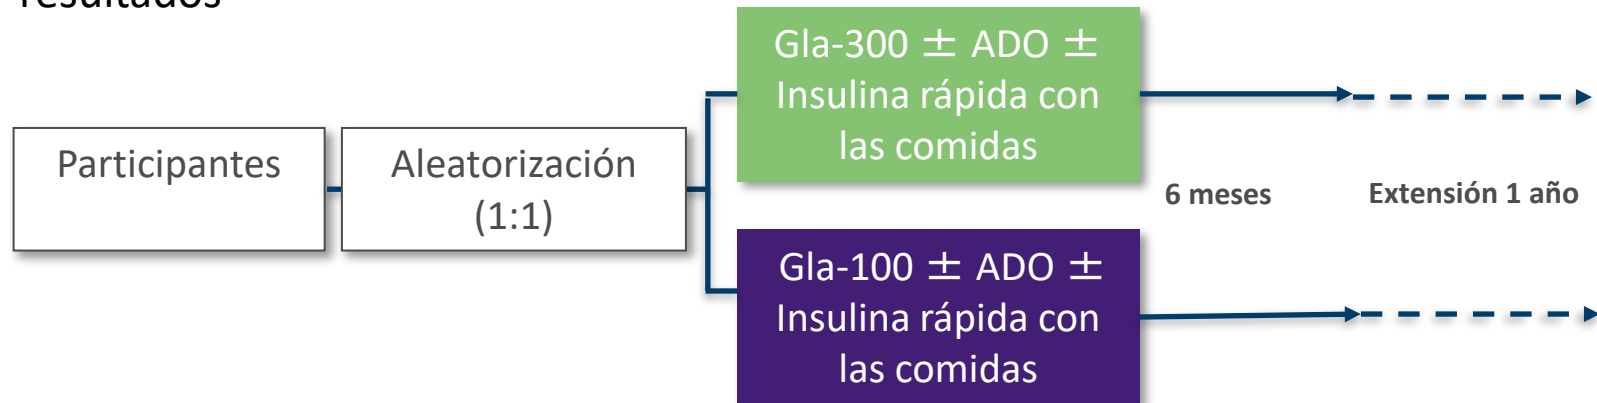 resultados
Gla-300 ± ADO ±
Insulina rápida con
las comidas
Participantes
Aleatorización
(1:1)
6 meses
Extensión 1 año
Gla-100 ± ADO ±
Insulina rápida con
las comidas